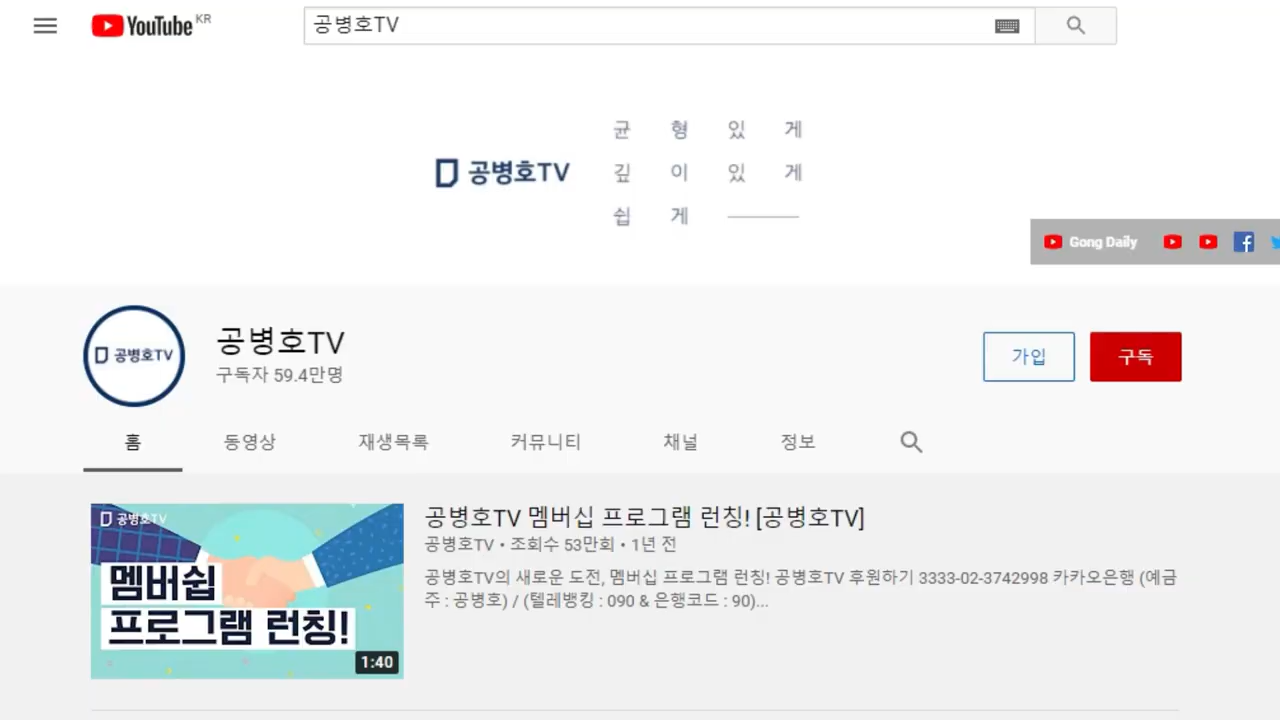 YouTube KR
공병호TV
균 형 있 게
공병호TV
깊 이 있 게
쉽 게
Gong Daily
공병호TV
공병호TV
구독자 59.4만명
가입
구독
홈
동영상
재생목록
커뮤니티
채널
정보
공병호TV
멤버쉽
프로그램 런칭!
1:40
공병호TV 멤버십 프로그램 런칭! [공병호TV]
공병호TV • 조회수 53만회 • 1년 전
공병호TV의 새로운 도전, 멤버십 프로그램 런칭! 공병호TV 후원하기 3333-02-3742998 카카오은행 (예금
주 : 공병호) / (텔레뱅킹 : 090 & 은행코드 : 90)...